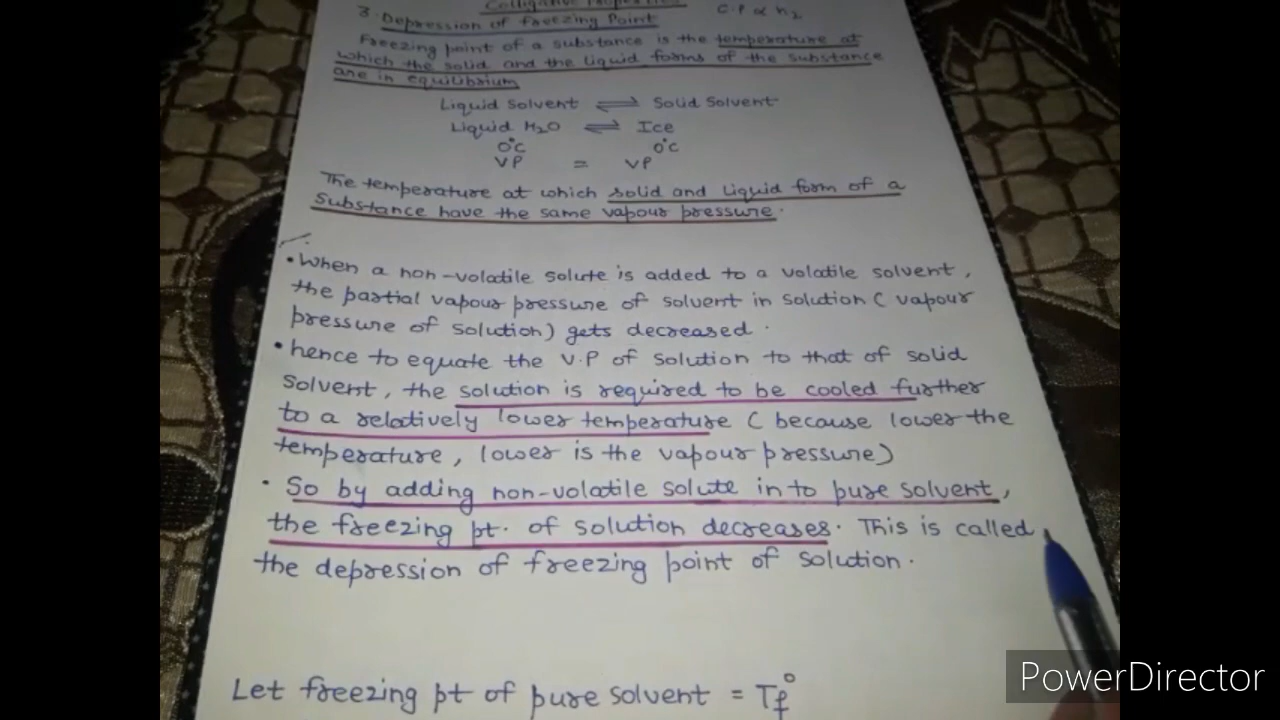 Colligative Properties
C.P ∝ n₂
3. Depression of freezing Point
Freezing point of a substance is the temperature at
which the solid and the liquid forms of the substance
are in equilibrium
Liquid Solvent ⇌ Solid Solvent
Liquid H₂O ⇌ Ice
0°C 0°C
VP = VP
The temperature at which solid and liquid form of a
Substance have the same vapour pressure.
• When a non-volatile solute is added to a volatile solvent,
the partial vapour pressure of solvent in solution ( vapour
pressure of solution) gets decreased.
• hence to equate the V.P of solution to that of solid
solvent, the solution is required to be cooled further
to a relatively lower temperature ( because lower the
temperature, lower is the vapour pressure)
• So by adding non-volatile solute in to pure solvent,
the freezing pt. of solution decreases. This is called
the depression of freezing point of solution.
Let freezing pt of pure solvent = T°f
PowerDirector